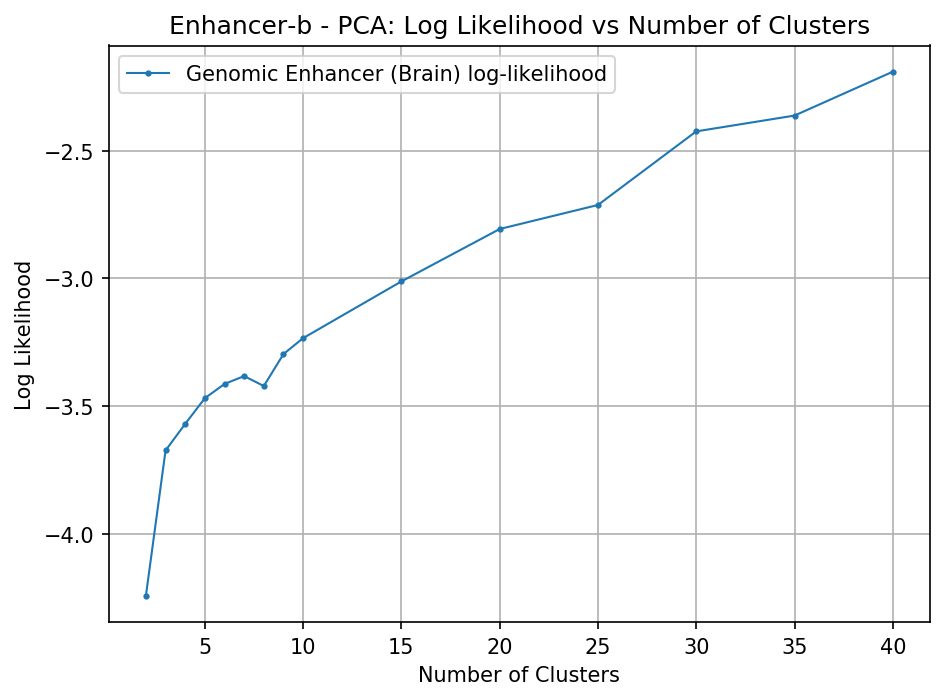 Enhancer-b - PCA: Log Likelihood vs Number of Clusters
Genomic Enhancer (Brain) log-likelihood
Log Likelihood
−2.5
−3.0
−3.5
−4.0
5 10 15 20 25 30 35 40
Number of Clusters